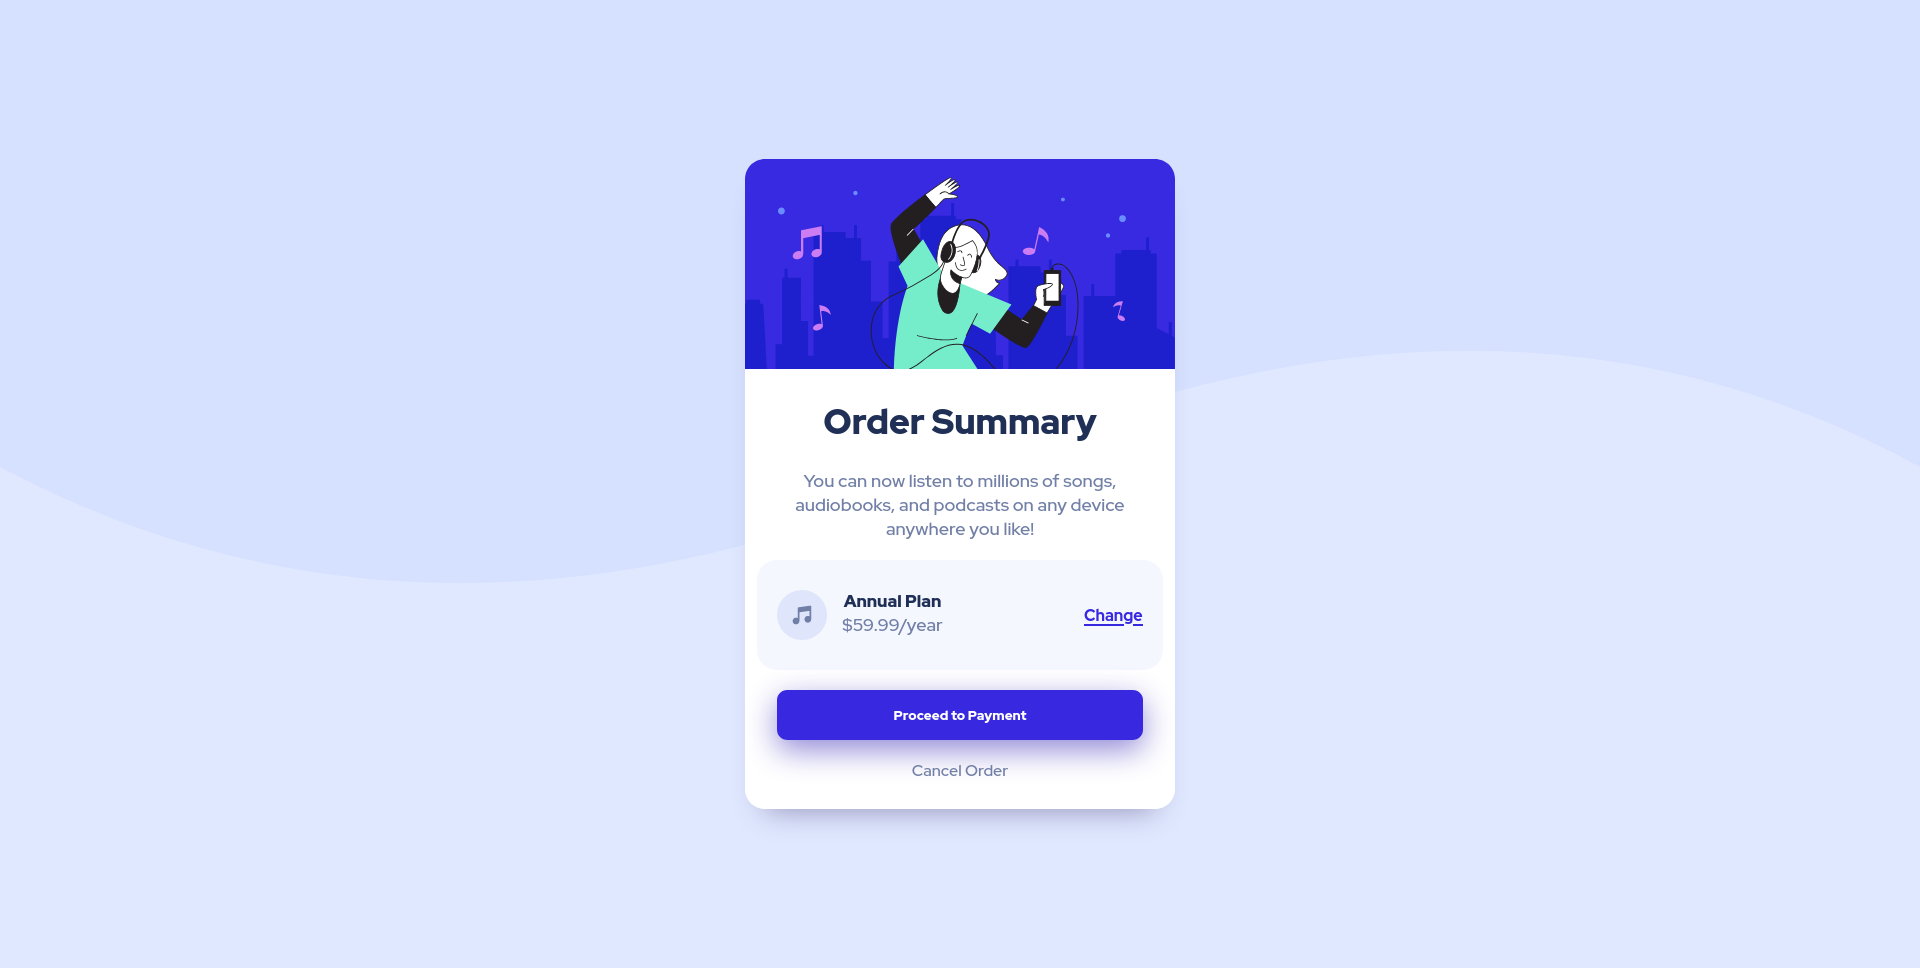 Order Summary
You can now listen to millions of songs,
audiobooks, and podcasts on any device
anywhere you like!
Annual Plan
$59.99/year
Change
Proceed to Payment
Cancel Order